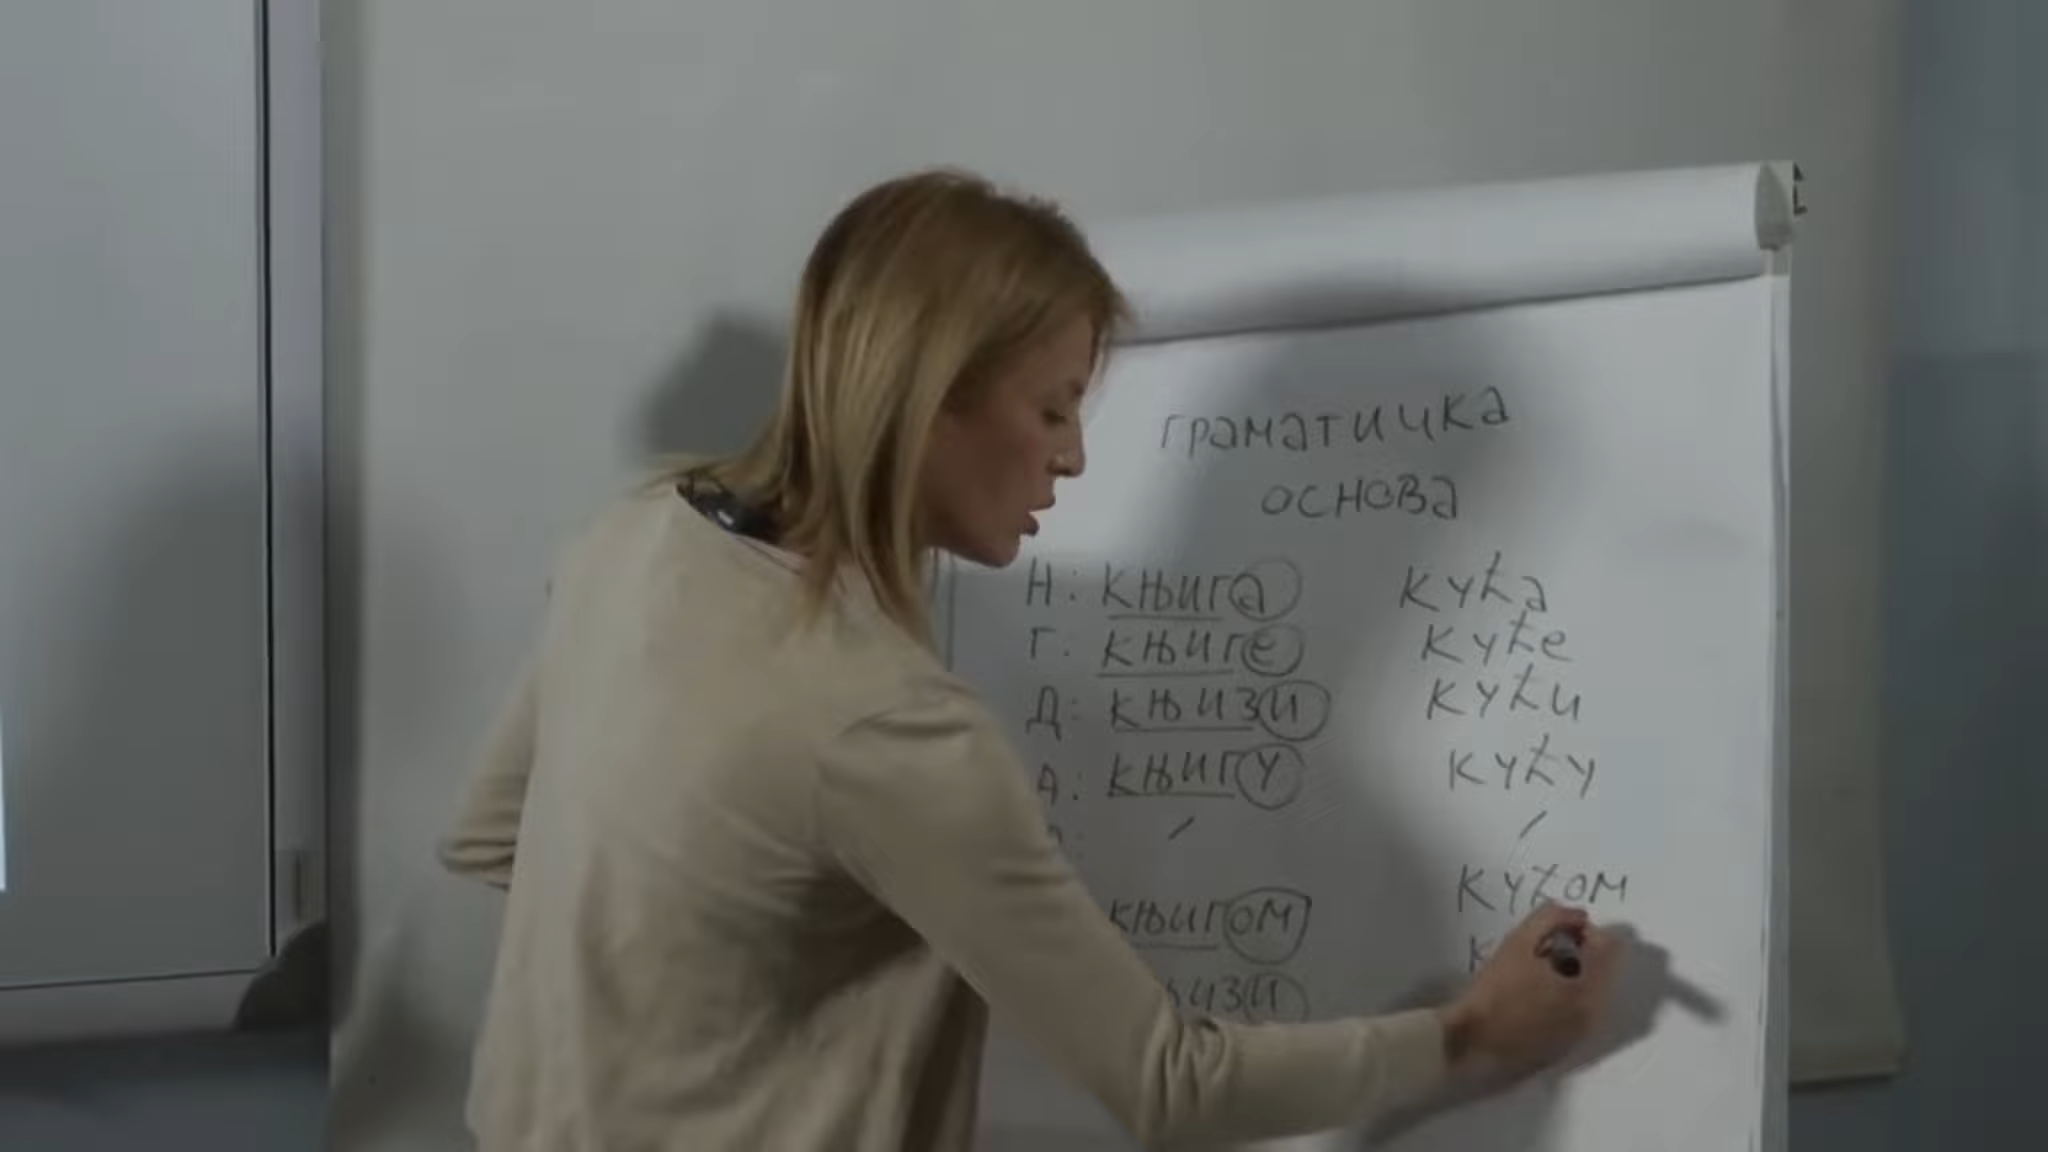 граматичка
основа
Н: књига кућа
Г: књиге куће
Д: књизи кући
А: књигу кућу
/ /
књигом кућом